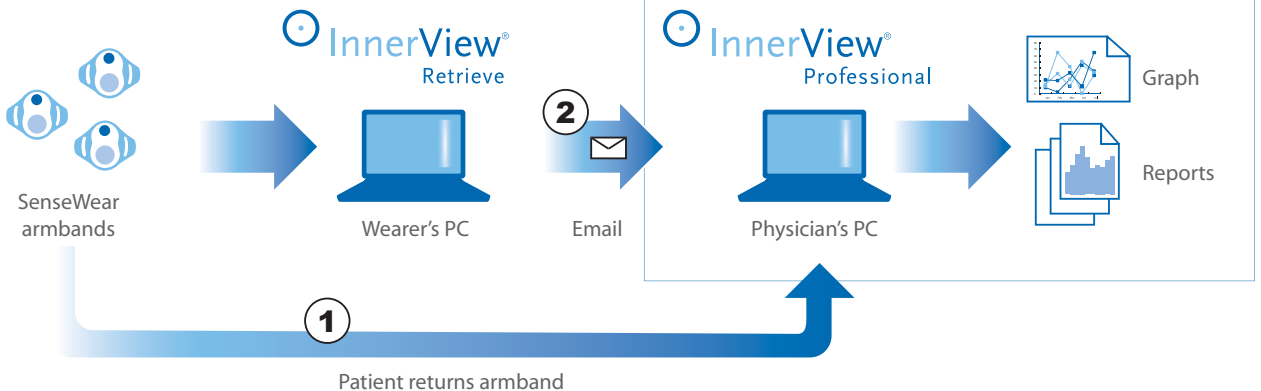 InnerView®
Retrieve
InnerView®
Professional
Graph
2
Reports
SenseWear
armbands
Wearer's PC
Email
Physician's PC
1
Patient returns armband